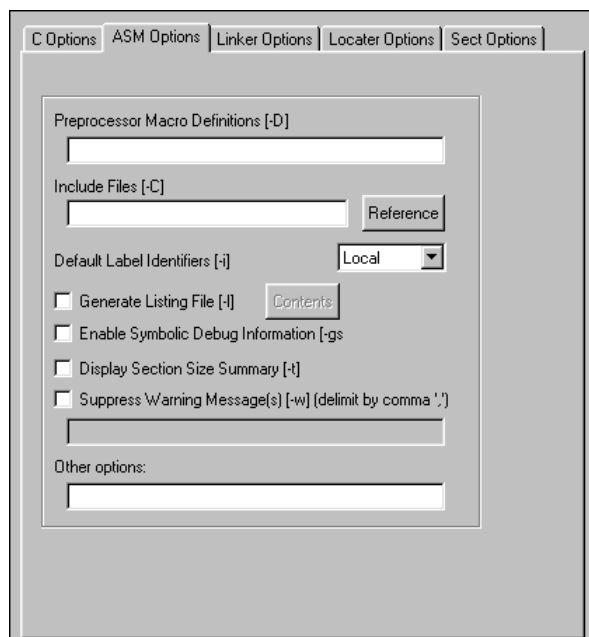 C Options ASM Options Linker Options Locater Options Sect Options
Preprocessor Macro Definitions [-D]
Include Files [-C]
Reference
Default Label Identifiers [-i] Local
Generate Listing File [-l] Contents
Enable Symbolic Debug Information [-gs
Display Section Size Summary [-t]
Suppress Warning Message(s) [-w] (delimit by comma ',')
Other options: